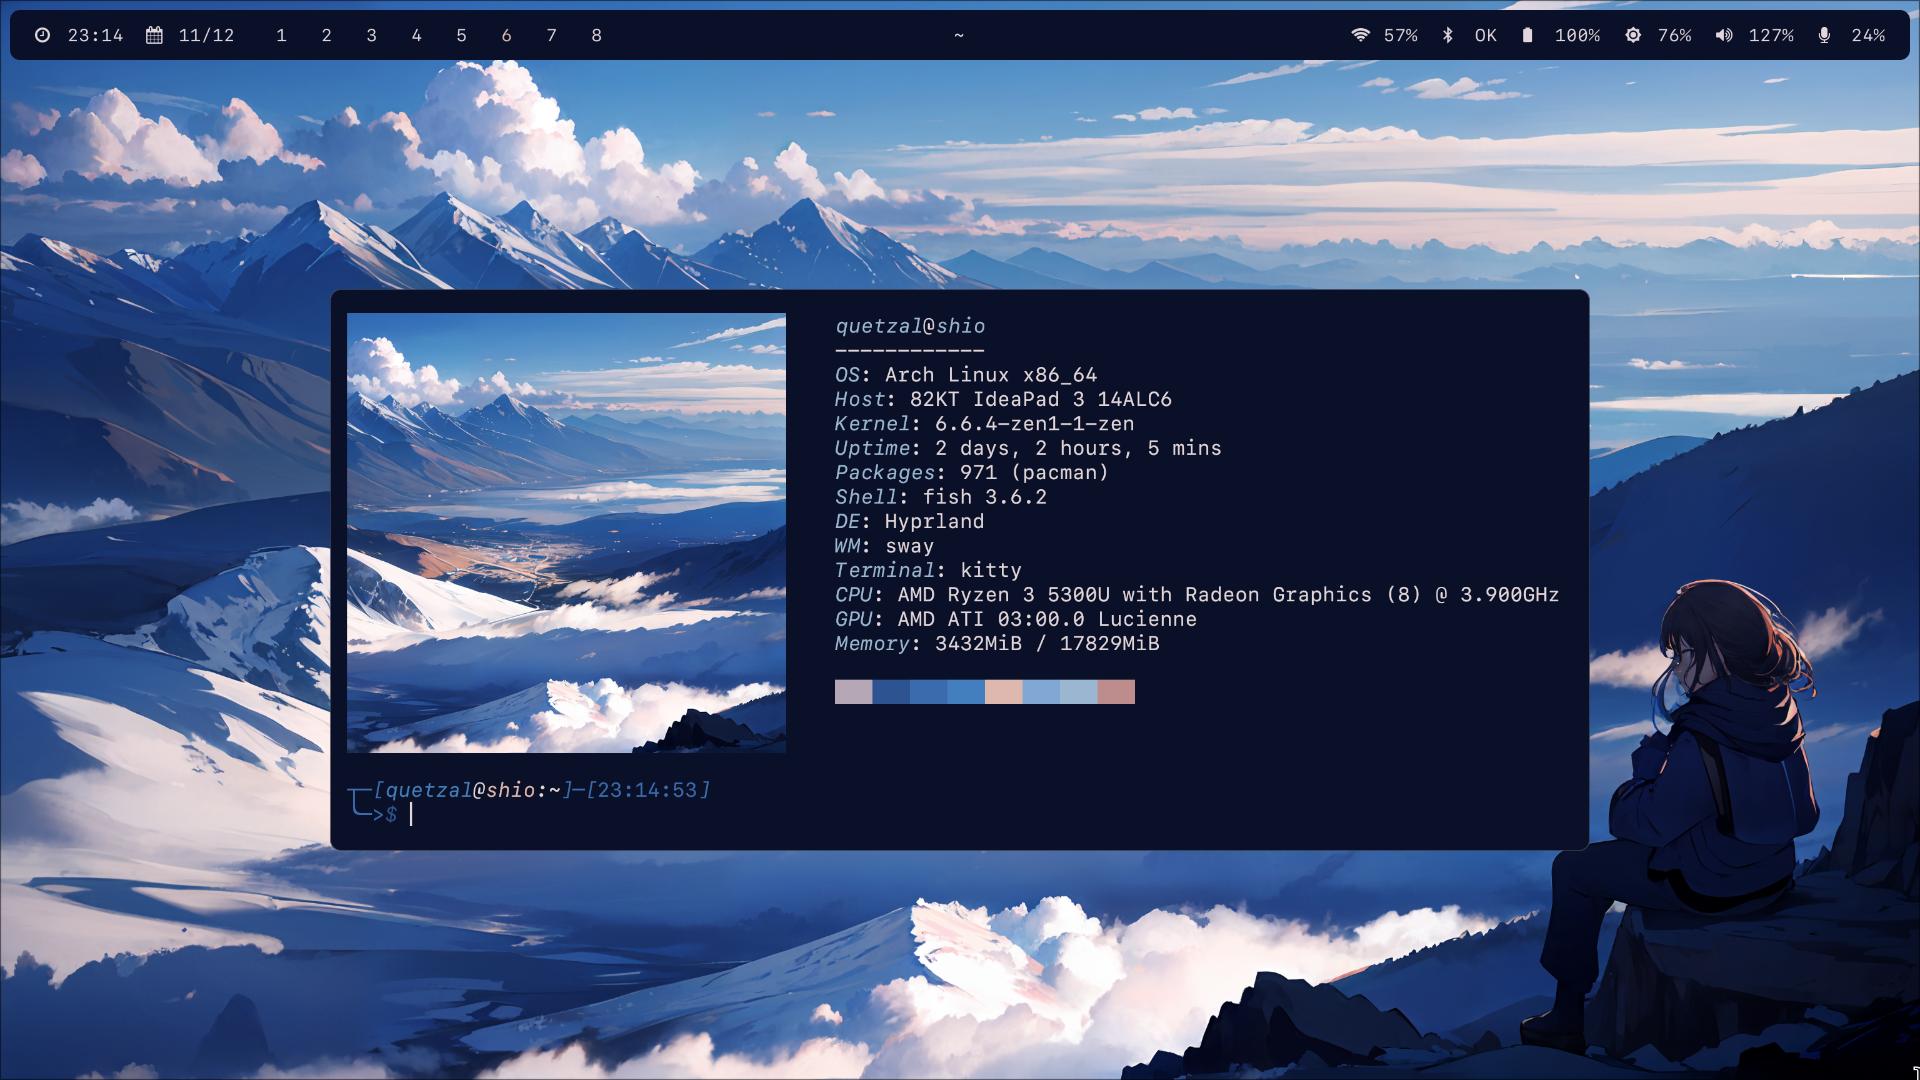 23:14 11/12 1 2 3 4 5 6 7 8 ~ 57% OK 100% 76% 127% 24%
quetzal@shio
------------
OS: Arch Linux x86_64
Host: 82KT IdeaPad 3 14ALC6
Kernel: 6.6.4-zen1-1-zen
Uptime: 2 days, 2 hours, 5 mins
Packages: 971 (pacman)
Shell: fish 3.6.2
DE: Hyprland
WM: sway
Terminal: kitty
CPU: AMD Ryzen 3 5300U with Radeon Graphics (8) @ 3.900GHz
GPU: AMD ATI 03:00.0 Lucienne
Memory: 3432MiB / 17829MiB
┬─[quetzal@shio:~]─[23:14:53]
╰─>$